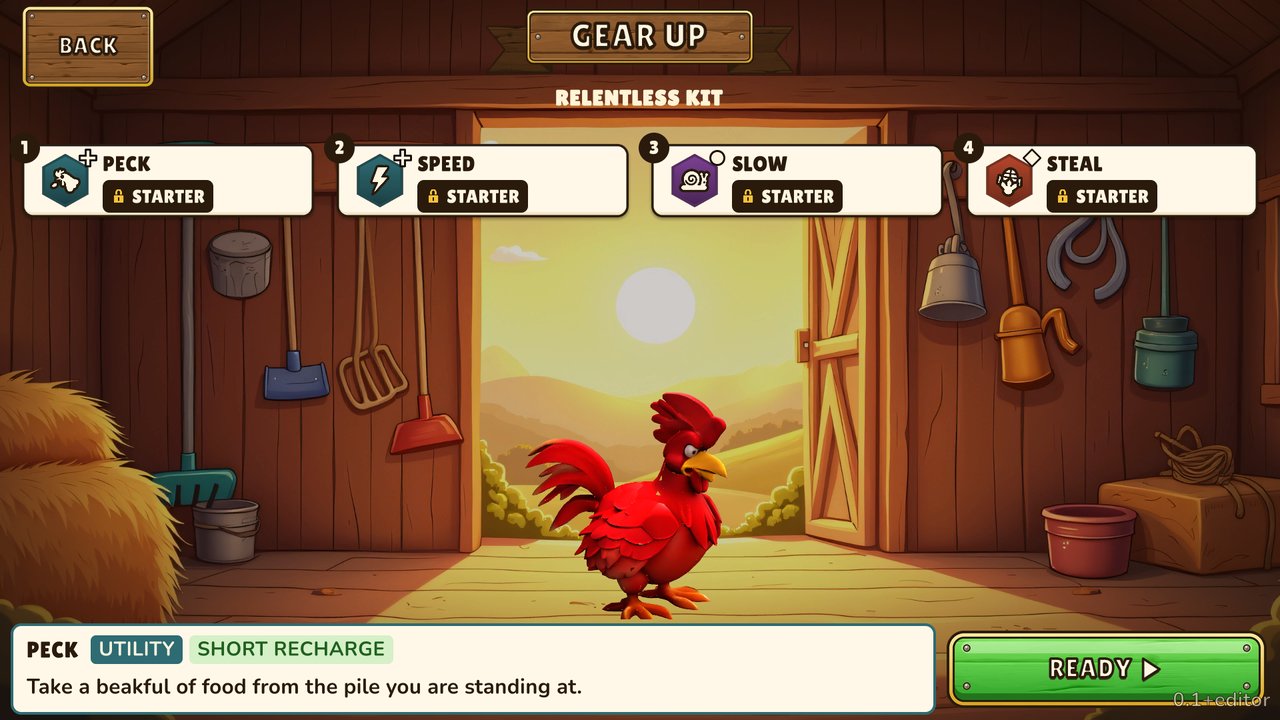 BACK
GEAR UP
RELENTLESS KIT
1
PECK
STARTER
2
SPEED
STARTER
3
SLOW
STARTER
4
STEAL
STARTER
PECK UTILITY SHORT RECHARGE
Take a beakful of food from the pile you are standing at.
READY
0.1+editor